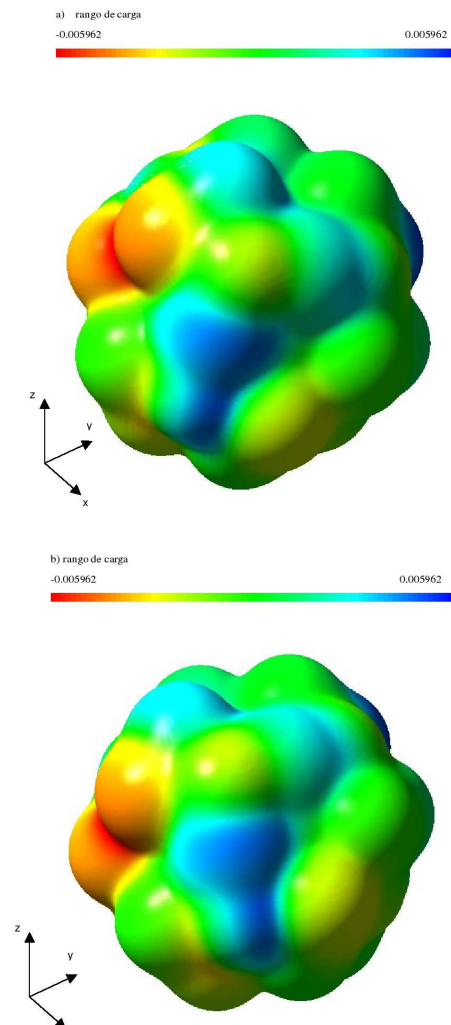 a) rango de carga
-0.005962 0.005962
z
y
x
b) rango de carga
-0.005962 0.005962
z
y